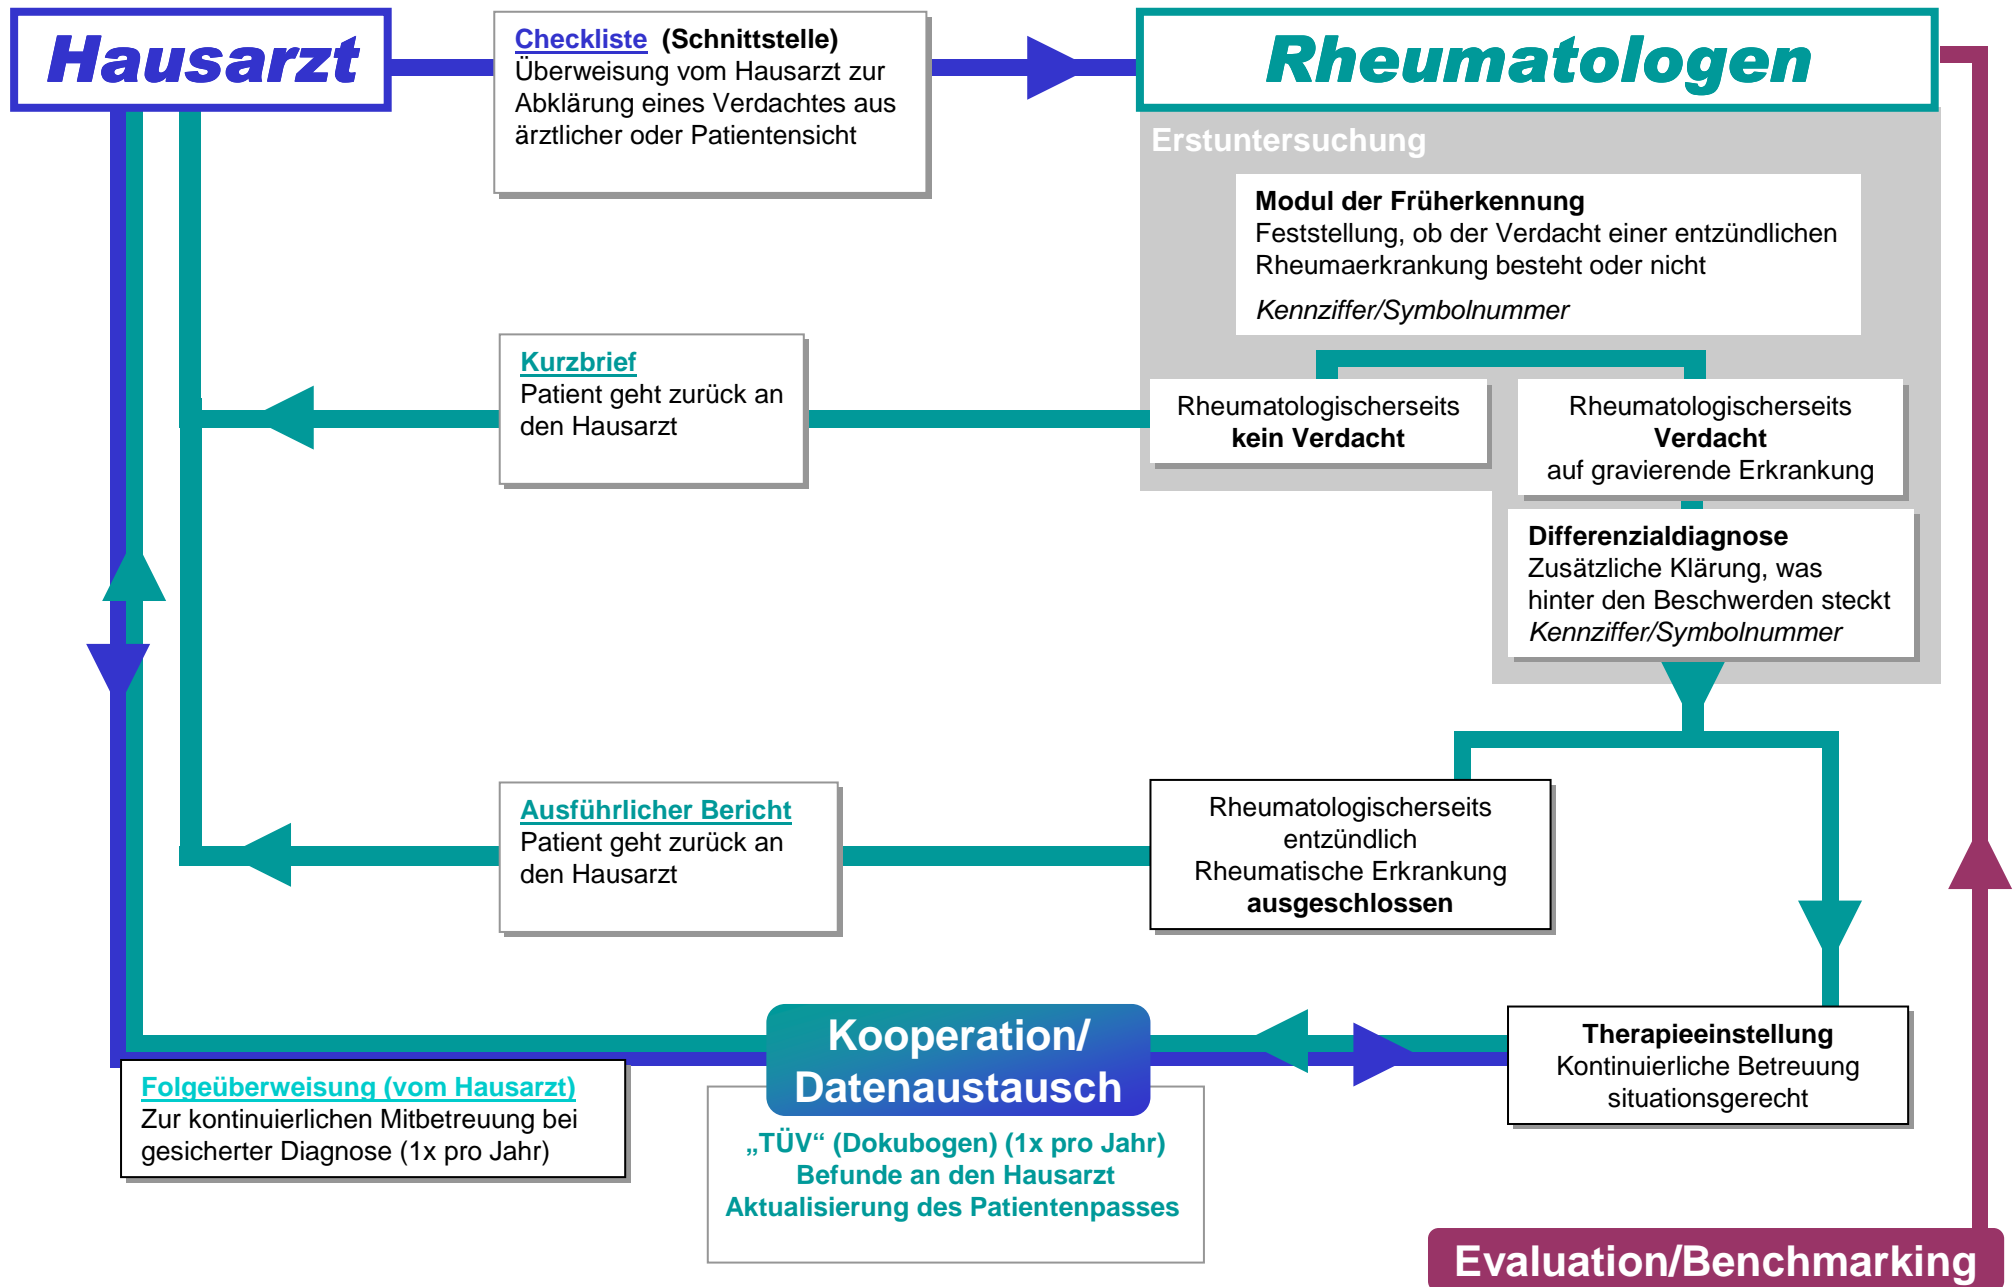 Hausarzt
Checkliste (Schnittstelle)
Überweisung vom Hausarzt zur
Abklärung eines Verdachtes aus
ärztlicher oder Patientensicht
Rheumatologen
Erstuntersuchung
Modul der Früherkennung
Feststellung, ob der Verdacht einer entzündlichen
Rheumaerkrankung besteht oder nicht
Kennziffer/Symbolnummer
Kurzbrief
Patient geht zurück an
den Hausarzt
Rheumatologischerseits
kein Verdacht
Rheumatologischerseits
Verdacht
auf gravierende Erkrankung
Differenzialdiagnose
Zusätzliche Klärung, was
hinter den Beschwerden steckt
Kennziffer/Symbolnummer
Ausführlicher Bericht
Patient geht zurück an
den Hausarzt
Rheumatologischerseits
entzündlich
Rheumatische Erkrankung
ausgeschlossen
Kooperation/
Datenaustausch
Therapieeinstellung
Kontinuierliche Betreuung
situationsgerecht
Folgeüberweisung (vom Hausarzt)
Zur kontinuierlichen Mitbetreuung bei
gesicherter Diagnose (1x pro Jahr)
„TÜV“ (Dokubogen) (1x pro Jahr)
Befunde an den Hausarzt
Aktualisierung des Patientenpasses
Evaluation/Benchmarking